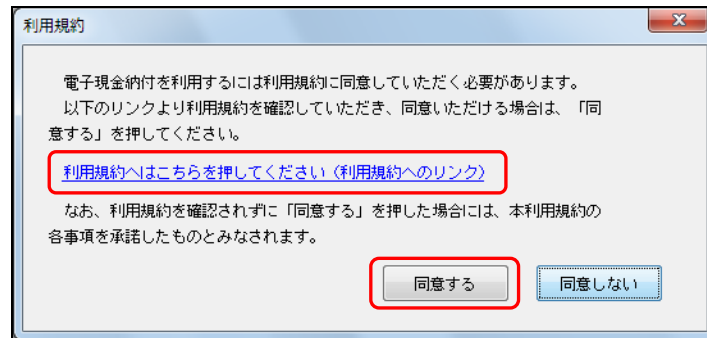 利用規約
電子現金納付を利用するには利用規約に同意していただく必要があります。
以下のリンクより利用規約を確認していただき、同意いただける場合は、「同
意する」を押してください。
利用規約へはこちらを押してください（利用規約へのリンク）
なお、利用規約を確認されずに「同意する」を押した場合には、本利用規約の
各事項を承諾したものとみなされます。
同意する
同意しない